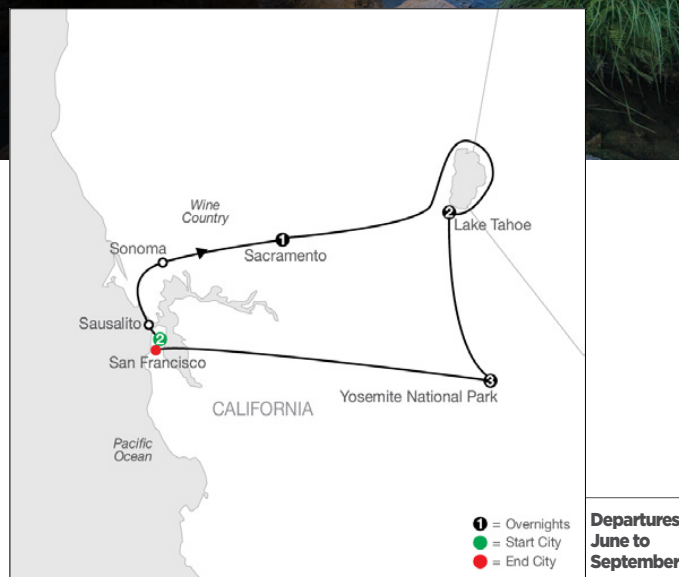 Wine
Country
Sonoma
1
Sacramento
2
Lake Tahoe
Sausalito
2
San Francisco
3
Yosemite National Park
CALIFORNIA
Pacific
Ocean
1 = Overnights
= Start City
= End City
Departures
June to
September